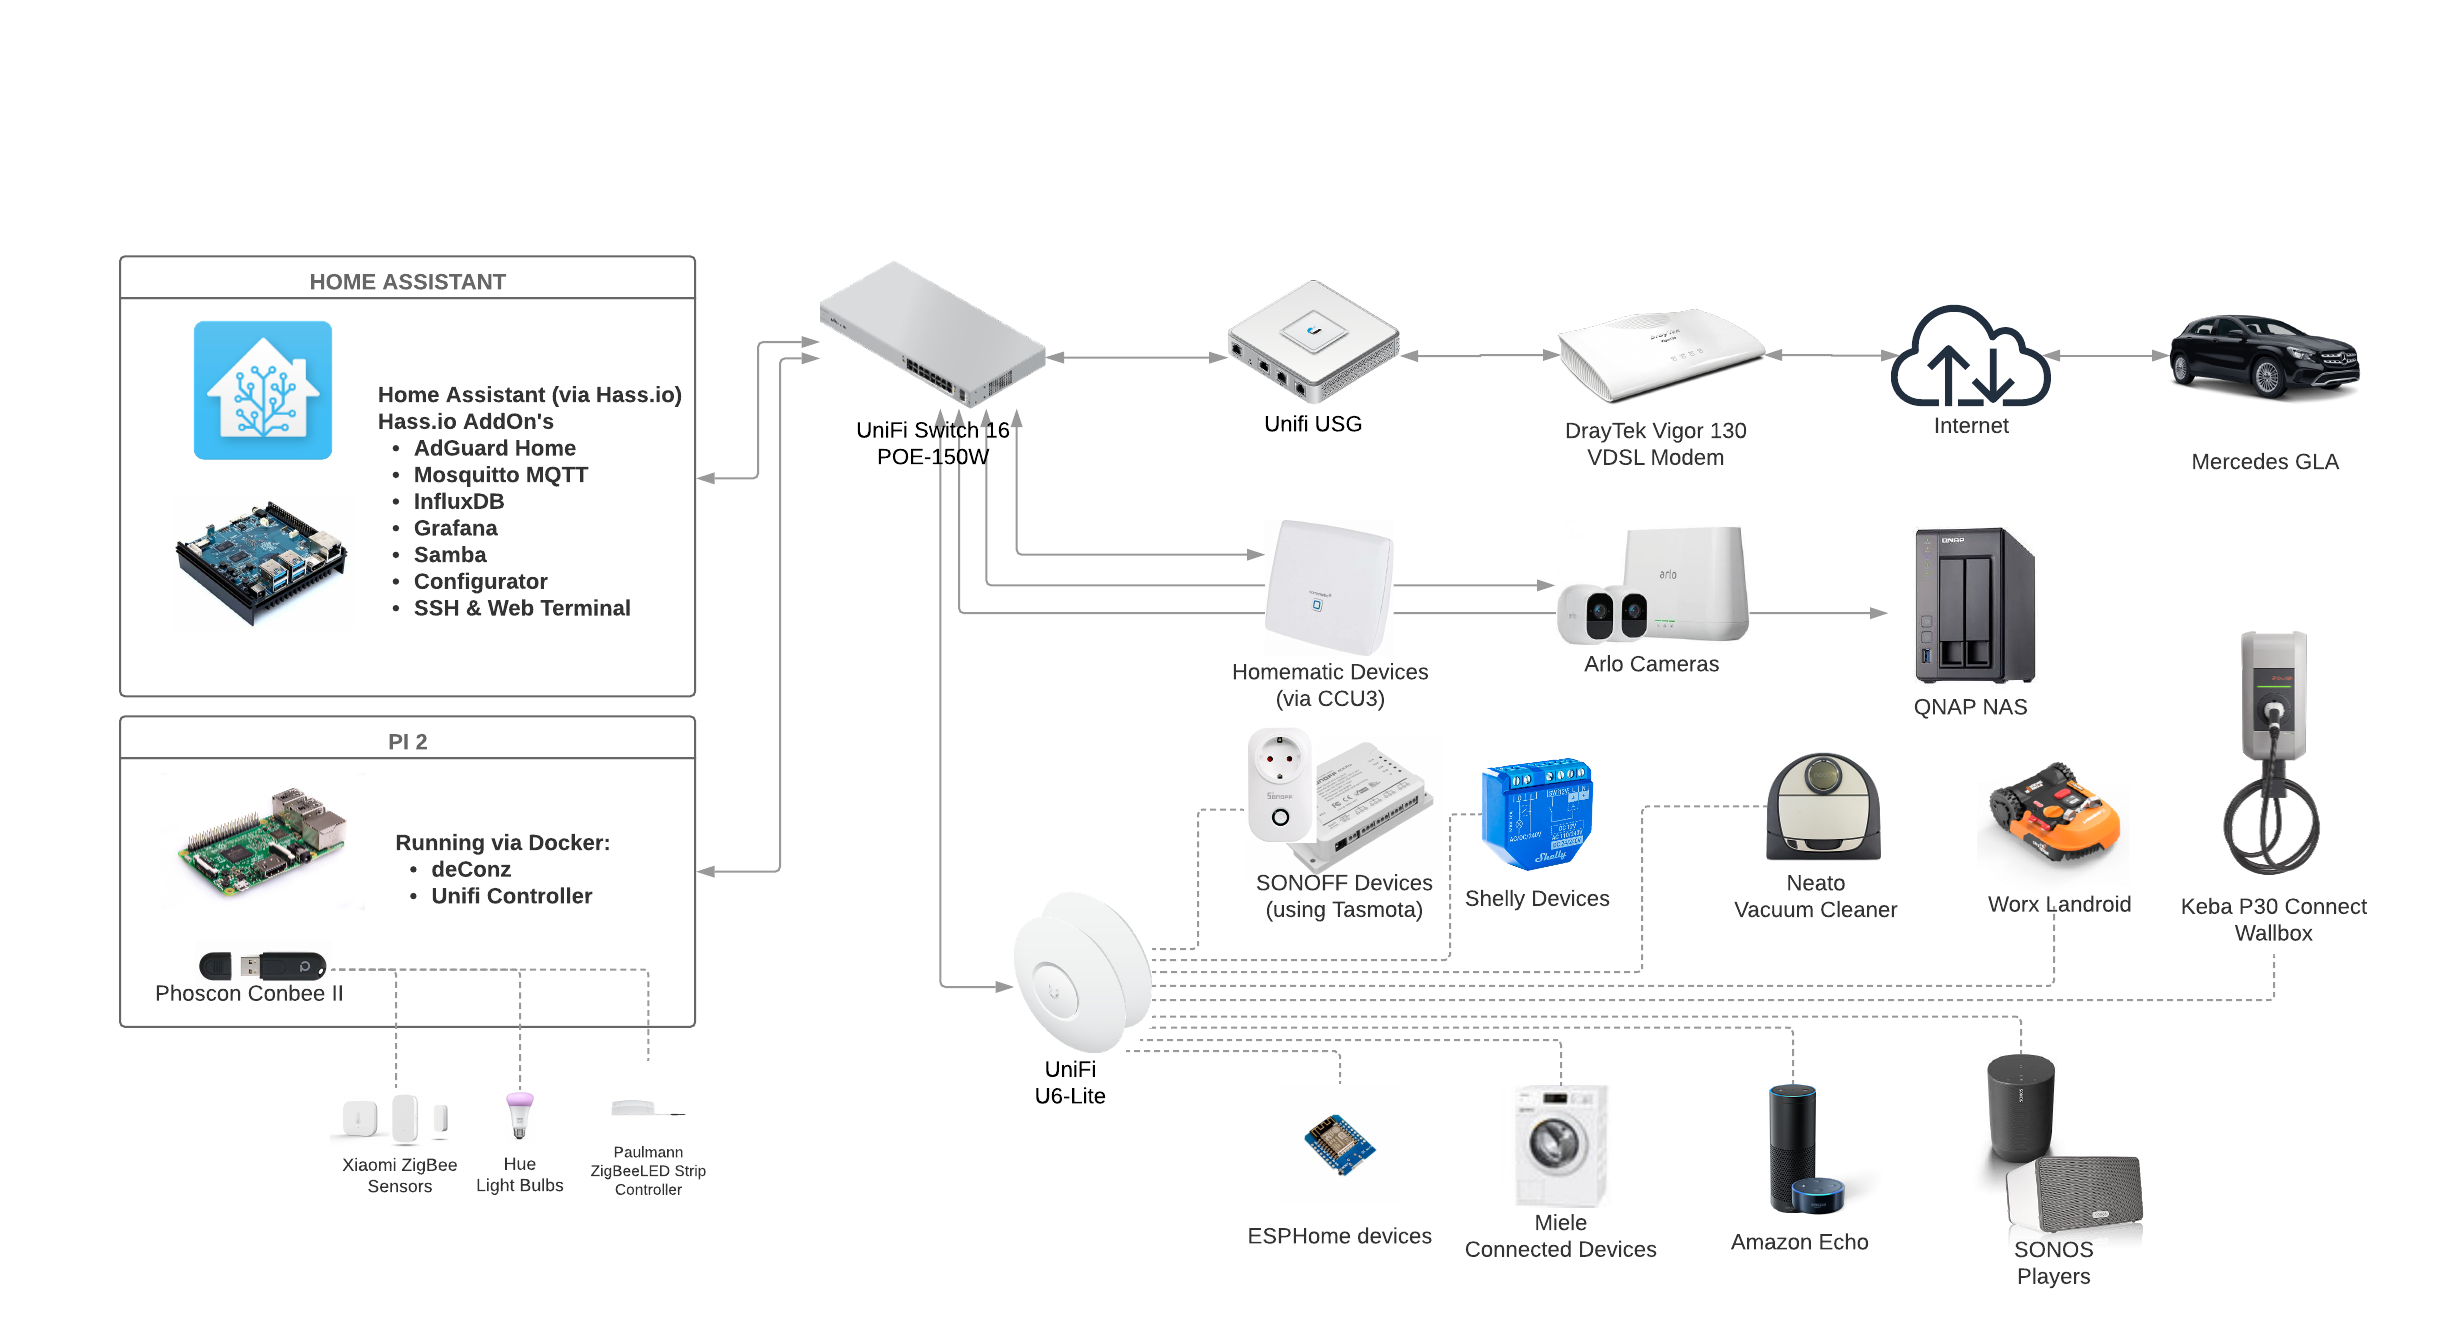 HOME ASSISTANT
Home Assistant (via Hass.io)
Hass.io AddOn's
• AdGuard Home
• Mosquitto MQTT
• InfluxDB
• Grafana
• Samba
• Configurator
• SSH & Web Terminal
UniFi Switch 16
POE-150W
Unifi USG
DrayTek Vigor 130
VDSL Modem
Internet
Mercedes GLA
Homematic Devices
(via CCU3)
arlo
Arlo Cameras
QNAP
QNAP NAS
PI 2
Running via Docker:
• deConz
• Unifi Controller
Phoscon Conbee II
Xiaomi ZigBee
Sensors
Hue
Light Bulbs
Paulmann
ZigBeeLED Strip
Controller
SONOFF Devices
(using Tasmota)
Shelly
Shelly Devices
Neato
Vacuum Cleaner
Worx Landroid
Keba P30 Connect
Wallbox
UniFi
U6-Lite
ESPHome devices
Miele
Connected Devices
Amazon Echo
SONOS
Players